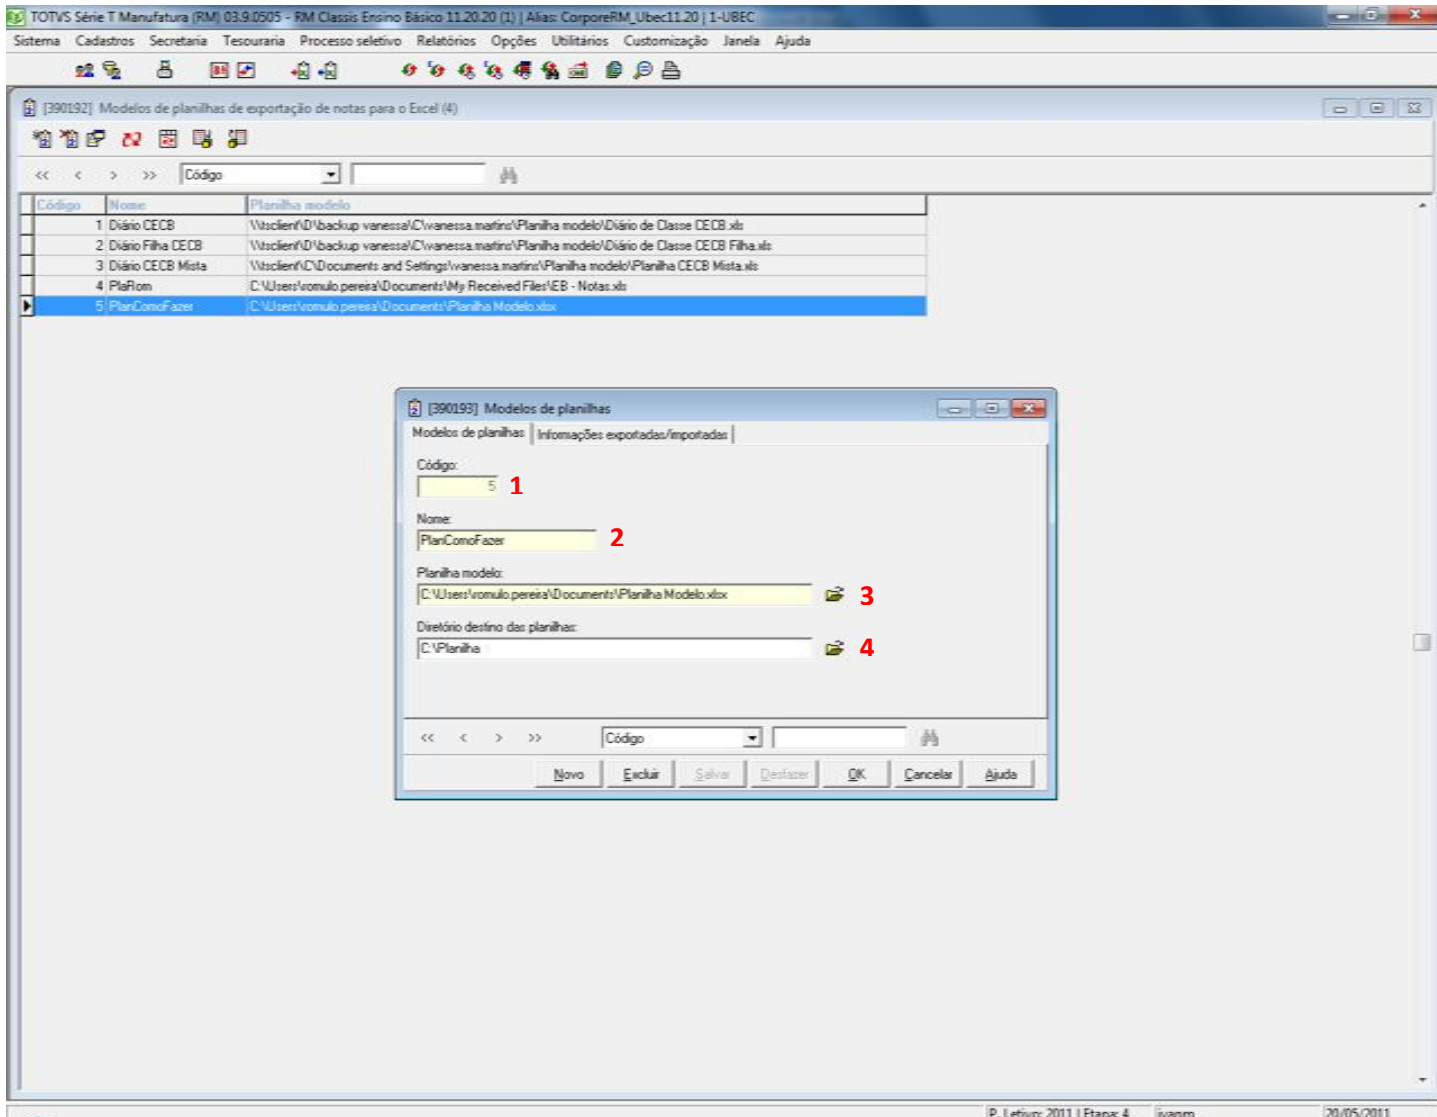 TOTVS Série T Manufatura (RM) 03.9.0505 - RM Classis Ensino Básico 11.20.20 (1) | Alias: CorporeRM_Ubec11.20 | 1-UBEC
Sistema Cadastros Secretaria Tesouraria Processo seletivo Relatórios Opções Utilitários Customização Janela Ajuda
[390192] Modelos de planilhas de exportação de notas para o Excel (4)
<< < > >> Código
Código Nome Planilha modelo
1 Diário CECB \\tsclient\D\backup vanessa\C\vanessa.martins\Planilha modelo\Diário de Classe CECB.xls
2 Diário Filha CECB \\tsclient\D\backup vanessa\C\vanessa.martins\Planilha modelo\Diário de Classe CECB Filha.xls
3 Diário CECB Mista \\tsclient\C\Documents and Settings\vanessa.martins\Planilha modelo\Planilha CECB Mista.xls
4 PlaRom C:\Users\romulo.pereira\Documents\My Received Files\EB - Notas.xls
5 PlanComoFazer C:\Users\romulo.pereira\Documents\Planilha Modelo.xlsx
[390193] Modelos de planilhas
Modelos de planilhas Informações exportadas/importadas
Código:
5 1
Nome:
PlanComoFazer 2
Planilha modelo:
C:\Users\romulo.pereira\Documents\Planilha Modelo.xlsx 3
Diretório destino das planilhas:
C:\Planilha 4
<< < > >> Código
Novo Excluir Salvar Desfazer OK Cancelar Ajuda
P. Letivo: 2011 | Etapa: 4 ivanm 20/05/2011